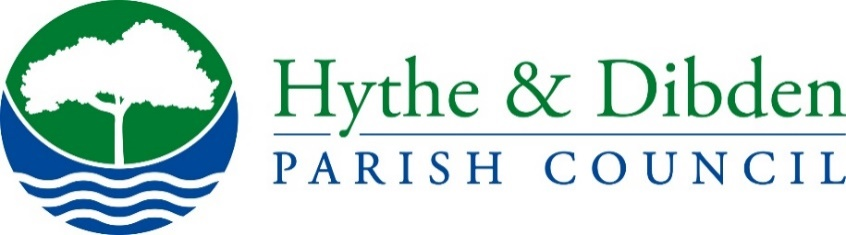 Hythe & Dibden
PARISH COUNCIL